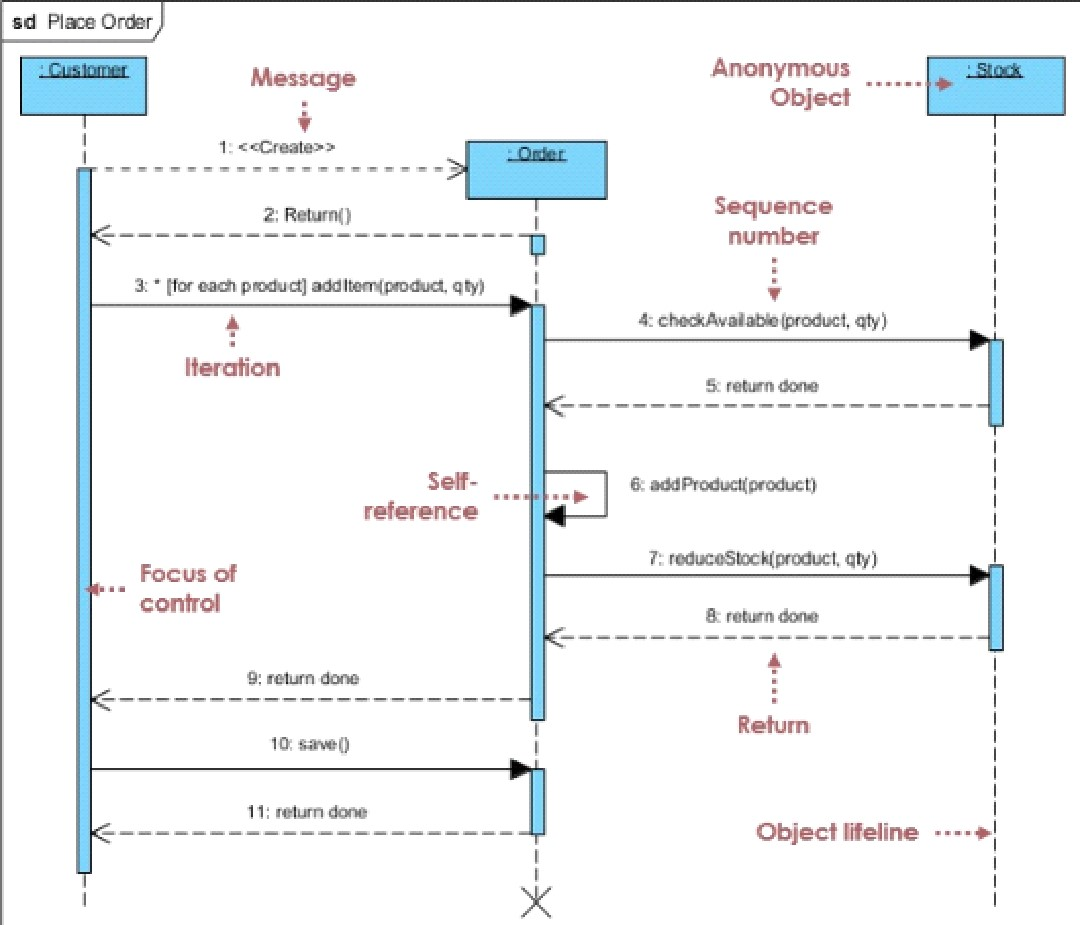 sd Place Order
: Customer
Message
Anonymous
Object
: Stock
1: <<Create>>
: Order
2: Return()
Sequence
number
3: * [for each product] addItem(product, qty)
4: checkAvailable(product, qty)
Iteration
5: return done
Self-
reference
6: addProduct(product)
7: reduceStock(product, qty)
Focus of
control
8: return done
9: return done
Return
10: save()
11: return done
Object lifeline